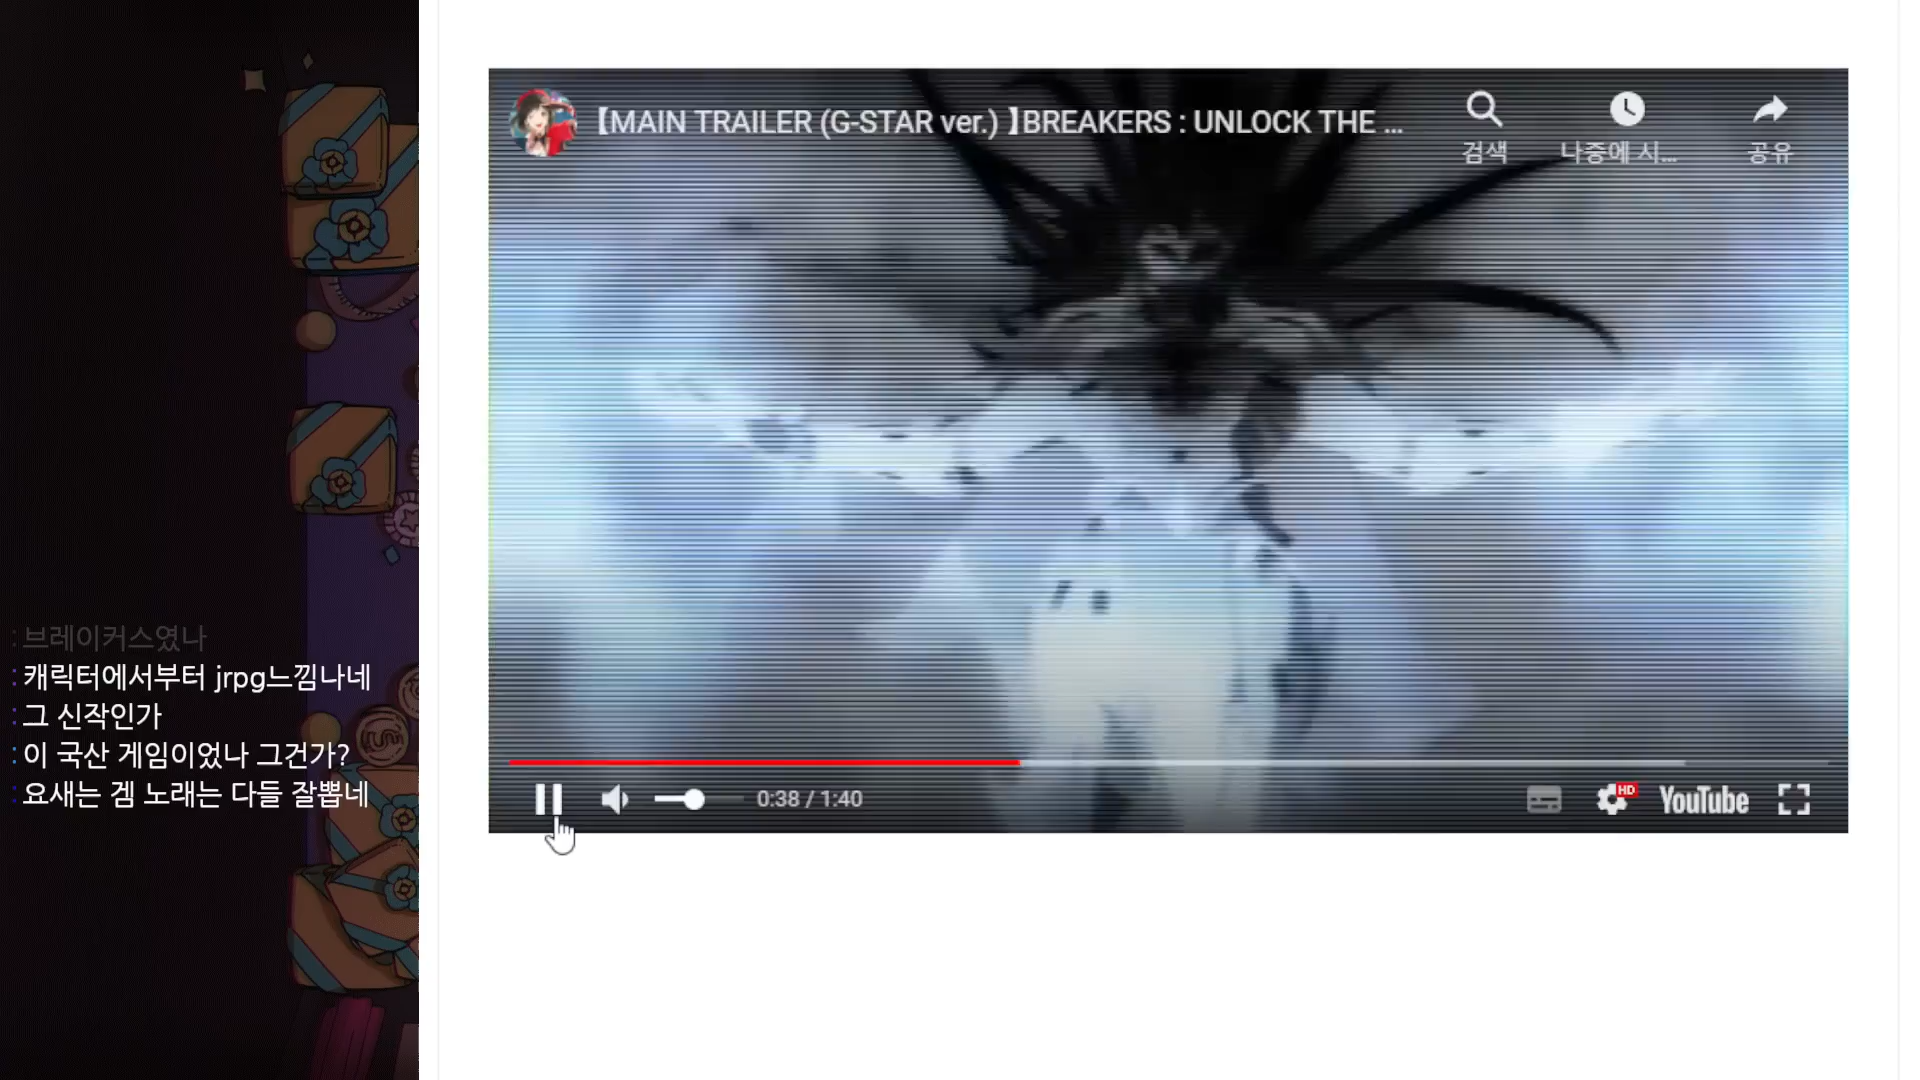 【MAIN TRAILER (G-STAR ver.) 】BREAKERS : UNLOCK THE ...
검색
나중에 시...
공유
: 브레이커스였나
: 캐릭터에서부터 jrpg느낌나네
: 그 신작인가
: 이 국산 게임이었나 그건가?
: 요새는 겜 노래는 다들 잘뽑네
0:38 / 1:40
HD
YouTube